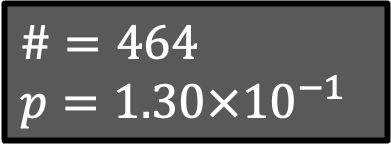 # = 464
p = 1.30×10⁻¹